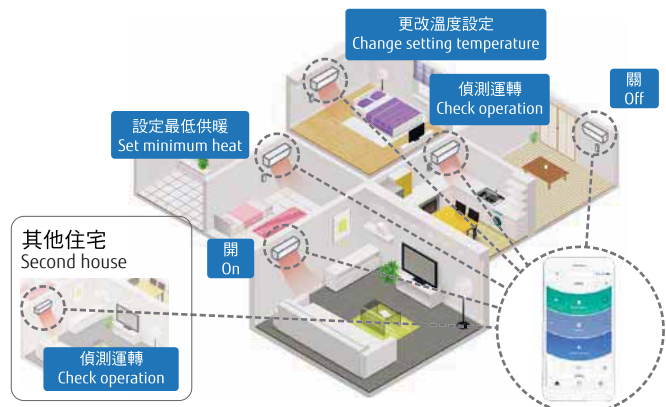 更改溫度設定
Change setting temperature
偵測運轉
Check operation
關
Off
設定最低供暖
Set minimum heat
開
On
其他住宅
Second house
偵測運轉
Check operation